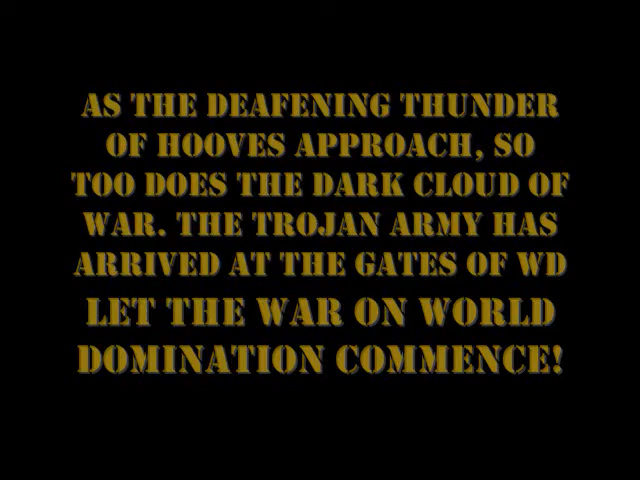 AS THE DEAFENING THUNDER
OF HOOVES APPROACH, SO
TOO DOES THE DARK CLOUD OF
WAR. THE TROJAN ARMY HAS
ARRIVED AT THE GATES OF WD
LET THE WAR ON WORLD
DOMINATION COMMENCE!